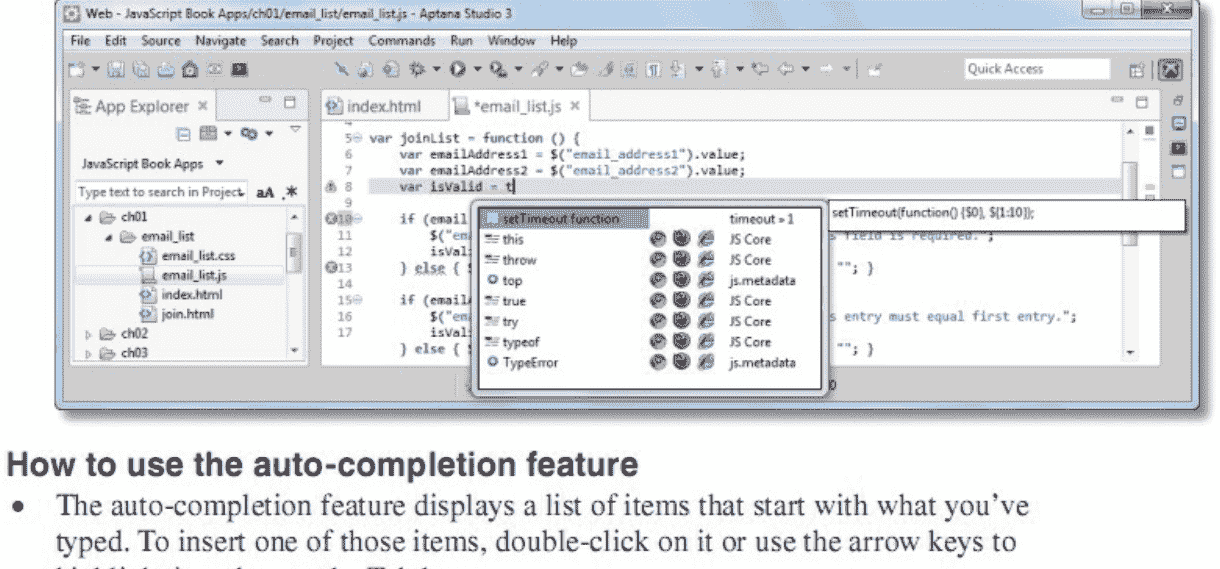 Web - JavaScript Book Apps/ch01/email_list/email_list.js - Aptana Studio 3
File Edit Source Navigate Search Project Commands Run Window Help
Quick Access
App Explorer
index.html
*email_list.js
JavaScript Book Apps
Type text to search in Project
aA .*
ch01
email_list
email_list.css
email_list.js
index.html
join.html
ch02
ch03
5 var joinList = function () {
6 var emailAddress1 = $("email_address1").value;
7 var emailAddress2 = $("email_address2").value;
8 var isValid = t
9
10 if (email
11 $("em
12 isVal
13 } else {
14
15 if (email
16 $("em
17 isVal
} else {
s field is required.";
""; }
s entry must equal first entry.";
""; }
setTimeout function timeout » 1
this JS Core
throw JS Core
top js.metadata
true JS Core
try JS Core
typeof JS Core
TypeError js.metadata
setTimeout(function() {$0}, ${1:10});
How to use the auto-completion feature
• The auto-completion feature displays a list of items that start with what you've
typed. To insert one of those items, double-click on it or use the arrow keys to